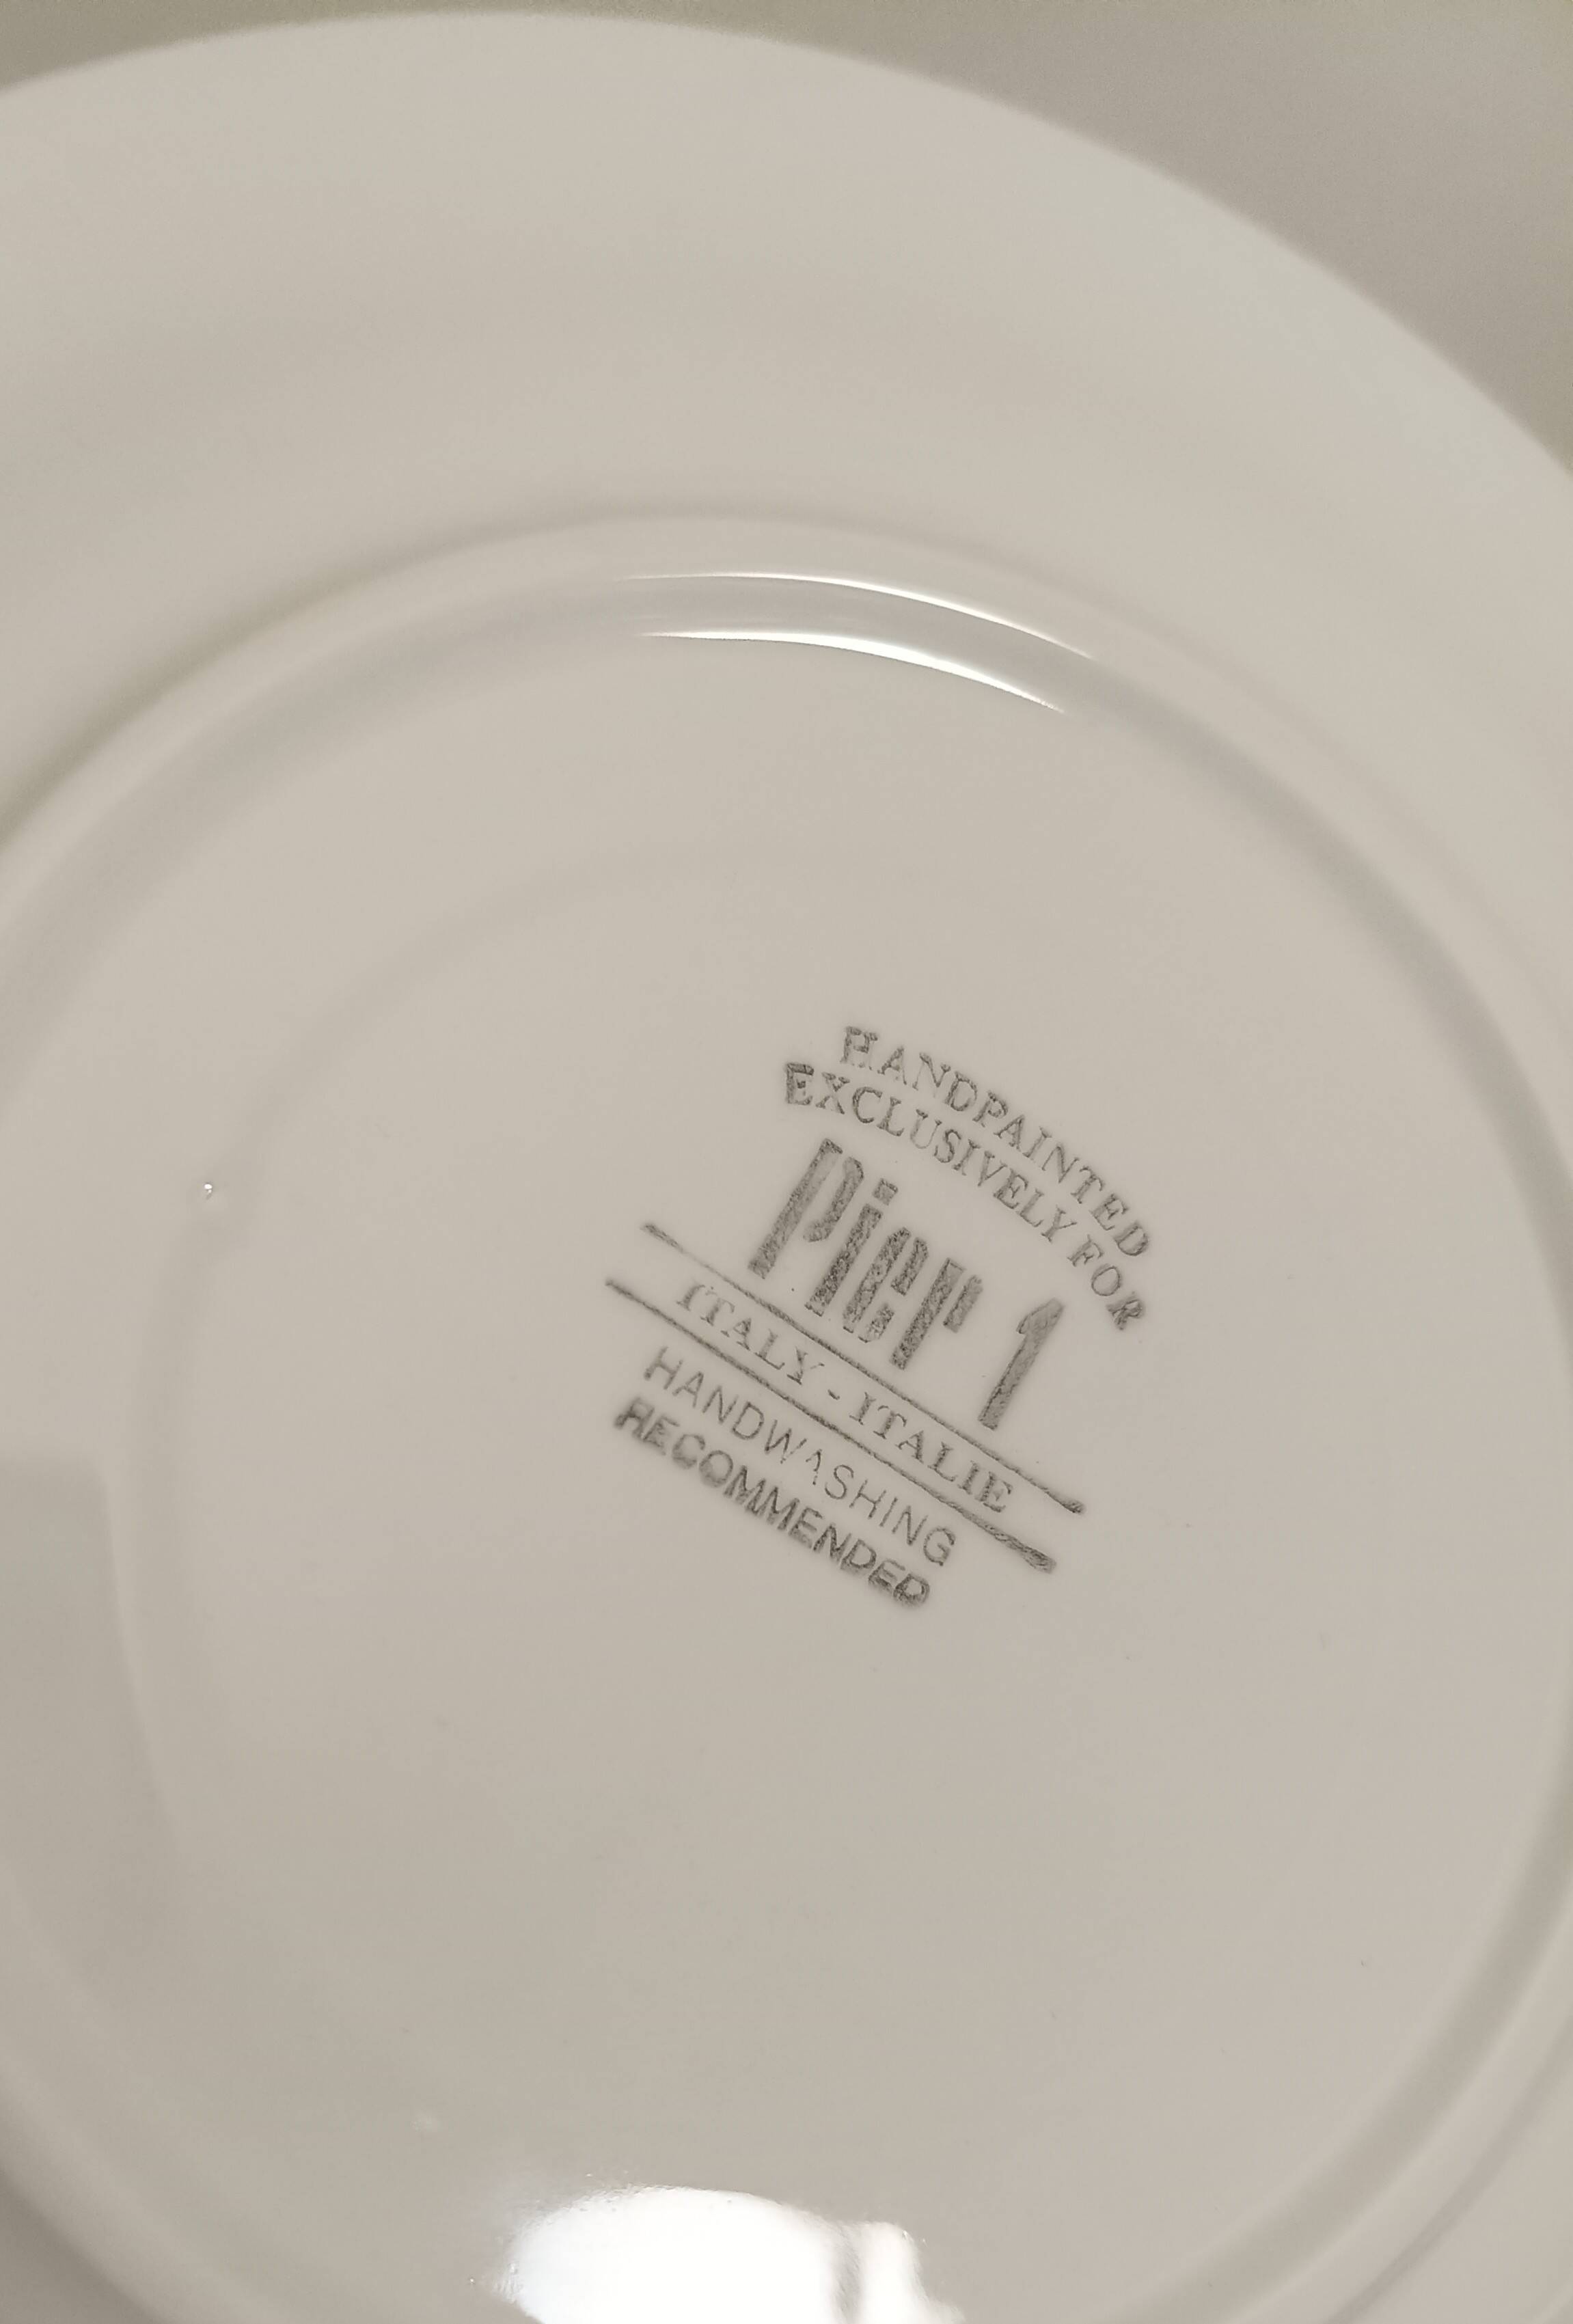 HANDPAINTED
EXCLUSIVELY FOR
Pier 1
ITALY - ITALIE
HANDWASHING
RECOMMENDED